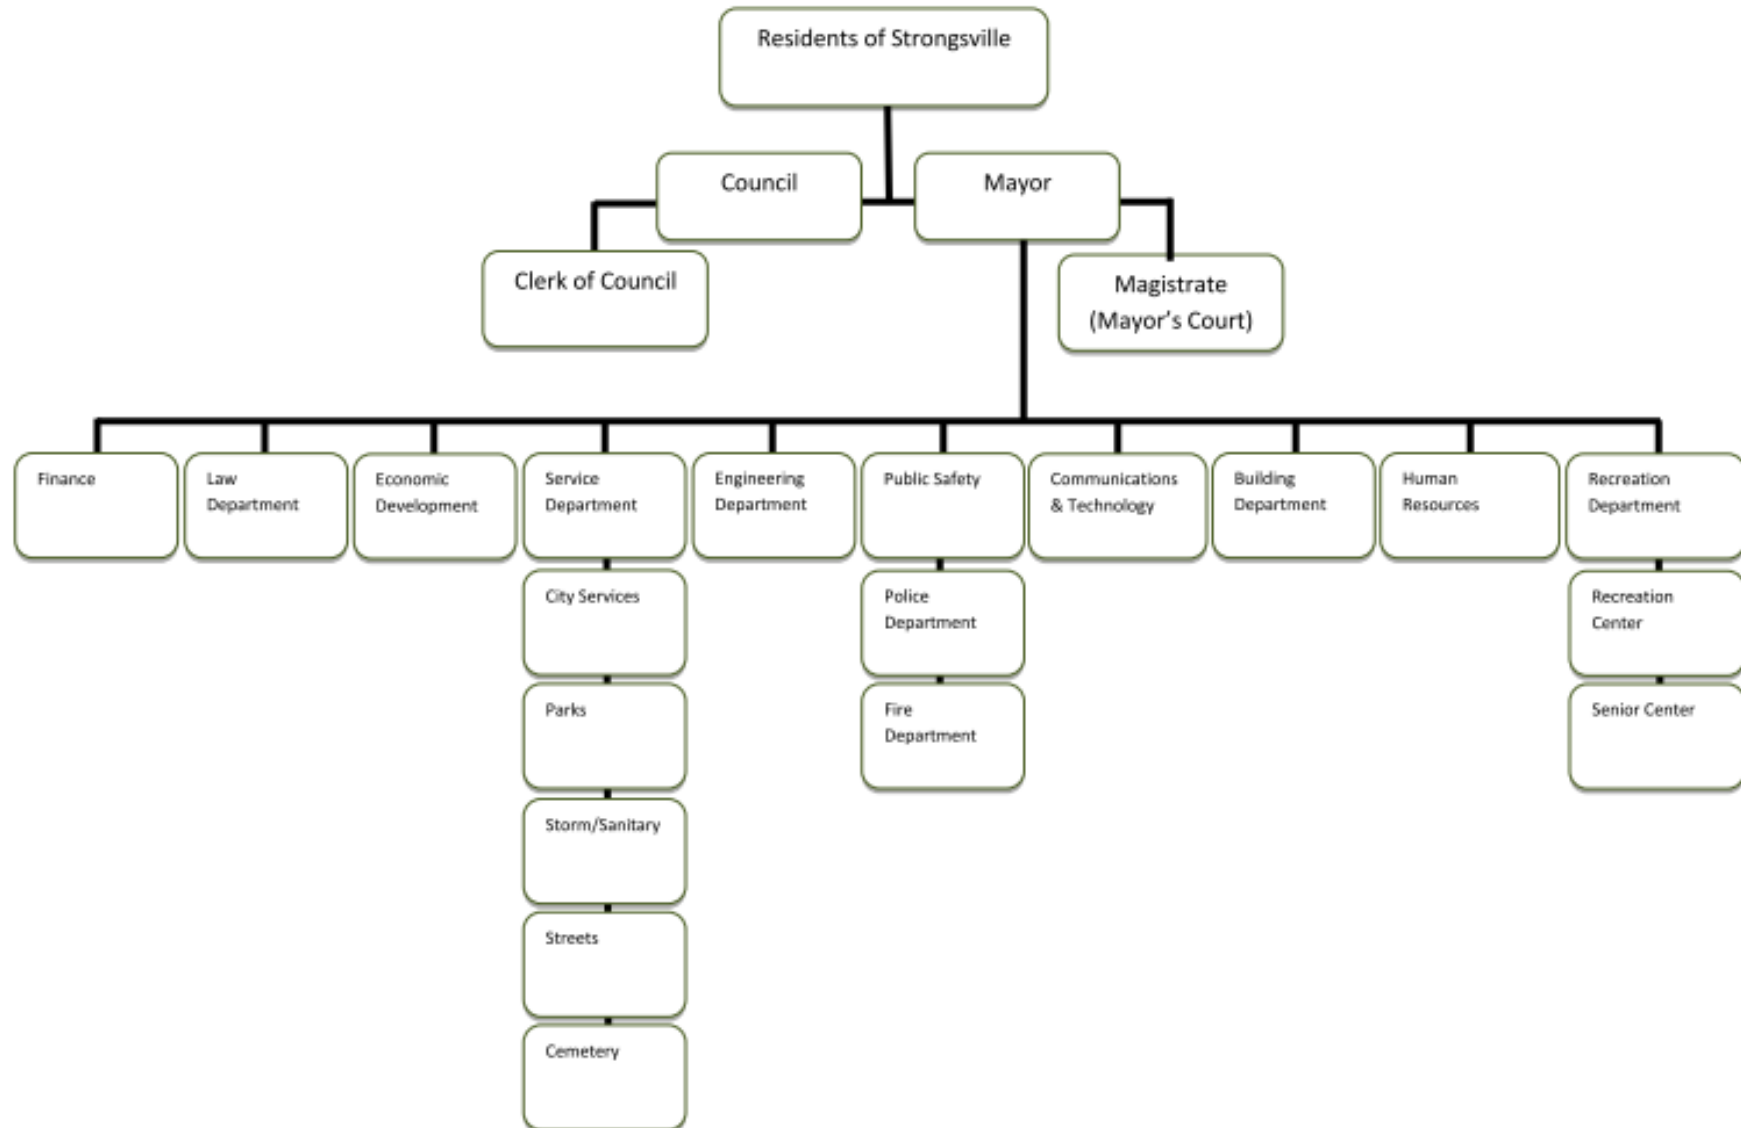 Residents of Strongsville
Council
Mayor
Clerk of Council
Magistrate
(Mayor’s Court)
Finance
Law
Department
Economic
Development
Service
Department
Engineering
Department
Public Safety
Communications
& Technology
Building
Department
Human
Resources
Recreation
Department
City Services
Police
Department
Recreation
Center
Parks
Fire
Department
Senior Center
Storm/Sanitary
Streets
Cemetery